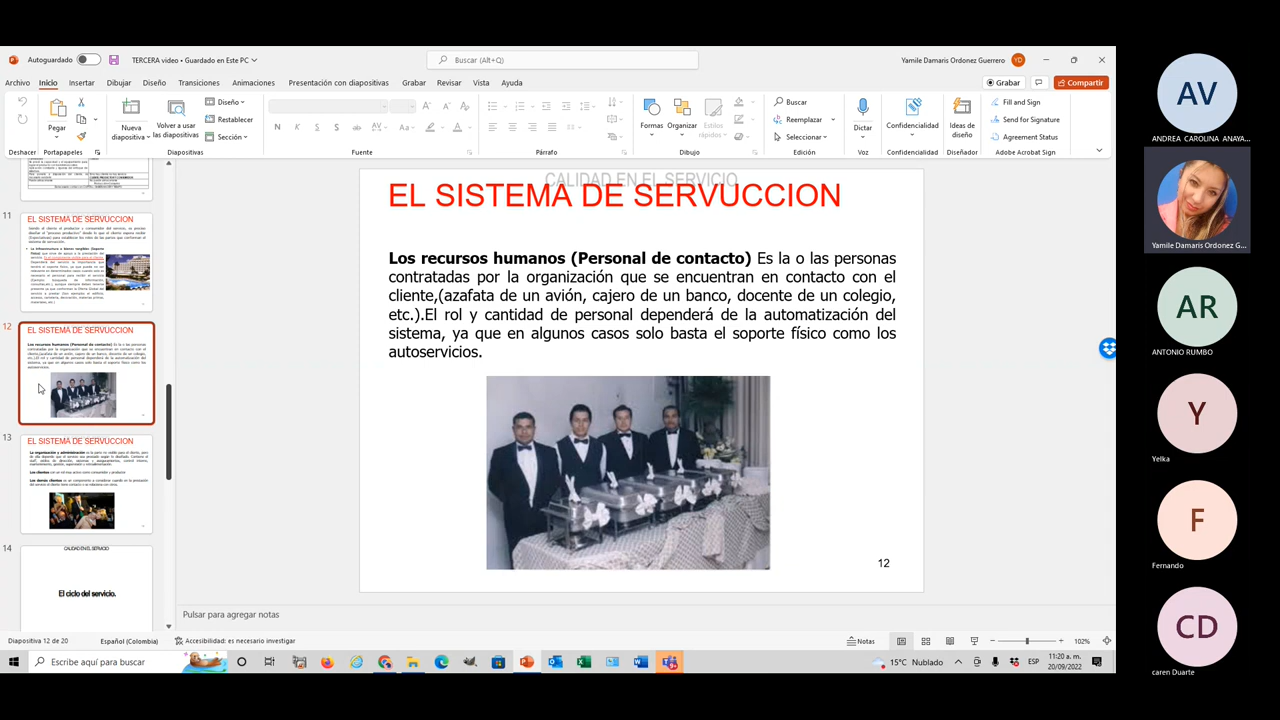 Autoguardado
TERCERA video • Guardado en Este PC
Buscar (Alt+Q)
Yamile Damaris Ordonez Guerrero
YD
Archivo Inicio Insertar Dibujar Diseño Transiciones Animaciones Presentación con diapositivas Grabar Revisar Vista Ayuda
Grabar
Compartir
Pegar
Nueva diapositiva
Volver a usar las diapositivas
Diseño
Restablecer
Sección
N K S S ab AV Aa A
Formas
Organizar
Estilos rápidos
Buscar
Reemplazar
Seleccionar
Dictar
Confidencialidad
Ideas de diseño
Fill and Sign
Send for Signature
Agreement Status
Deshacer Portapapeles Diapositivas Fuente Párrafo Dibujo Edición Voz Confidencialidad Diseñador Adobe Acrobat Sign
11
EL SISTEMA DE SERVUCCION
12
EL SISTEMA DE SERVUCCION
13
EL SISTEMA DE SERVUCCION
14
CALIDAD EN EL SERVICIO
El ciclo del servicio.
CALIDAD EN EL SERVICIO
EL SISTEMA DE SERVUCCION
Los recursos humonos (Personal de contacto) Es la o las personas
contratadas por la organización que se encuentran en contacto con el
cliente,(azafata de un avión, cajero de un banco, docente de un colegio,
etc.).El rol y cantidad de personal dependerá de la automatización del
sistema, ya que en algunos casos solo basta el soporte físico como los
autoservicios.
12
Pulsar para agregar notas
Diapositiva 12 de 20
Español (Colombia)
Accesibilidad: es necesario investigar
Notas
102%
Escribe aquí para buscar
15°C Nublado
ESP
11:20 a. m.
20/09/2022
AV
ANDREA CAROLINA ANAYA...
Yamile Damaris Ordonez G...
AR
ANTONIO RUMBO
Y
Yelka
F
Fernando
CD
caren Duarte